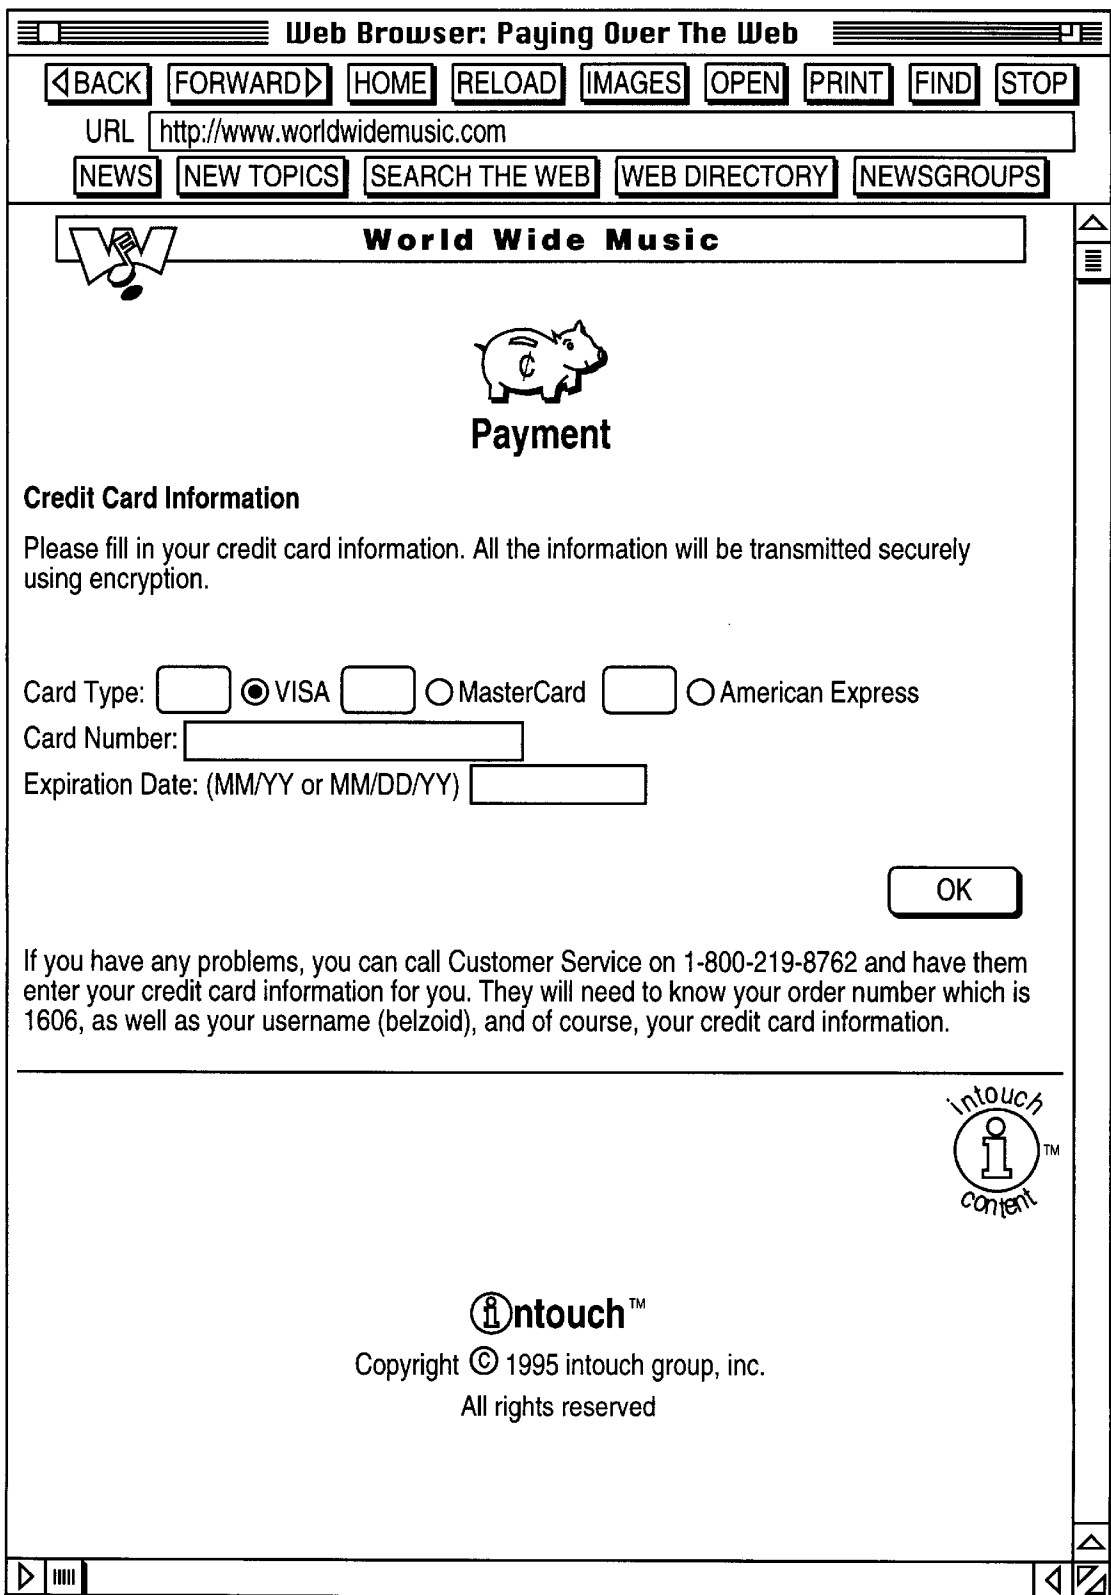 Web Browser: Paying Over The Web
BACK FORWARD HOME RELOAD IMAGES OPEN PRINT FIND STOP
URL http://www.worldwidemusic.com
NEWS NEW TOPICS SEARCH THE WEB WEB DIRECTORY NEWSGROUPS
W World Wide Music
¢
Payment
Credit Card Information
Please fill in your credit card information. All the information will be transmitted securely
using encryption.
Card Type: VISA MasterCard American Express
Card Number:
Expiration Date: (MM/YY or MM/DD/YY)
OK
If you have any problems, you can call Customer Service on 1-800-219-8762 and have them
enter your credit card information for you. They will need to know your order number which is
1606, as well as your username (belzoid), and of course, your credit card information.
intouch
i TM
content
intouch™
Copyright © 1995 intouch group, inc.
All rights reserved